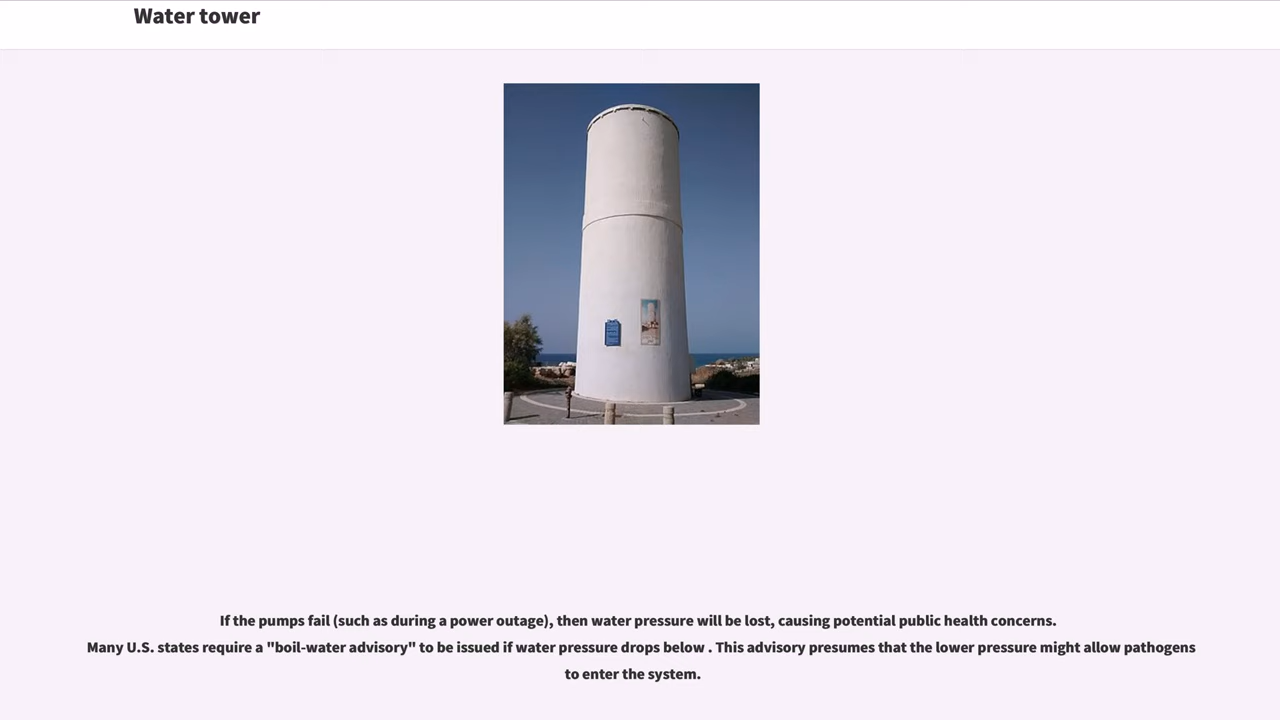 Water tower
If the pumps fail (such as during a power outage), then water pressure will be lost, causing potential public health concerns.
Many U.S. states require a "boil-water advisory" to be issued if water pressure drops below . This advisory presumes that the lower pressure might allow pathogens
to enter the system.